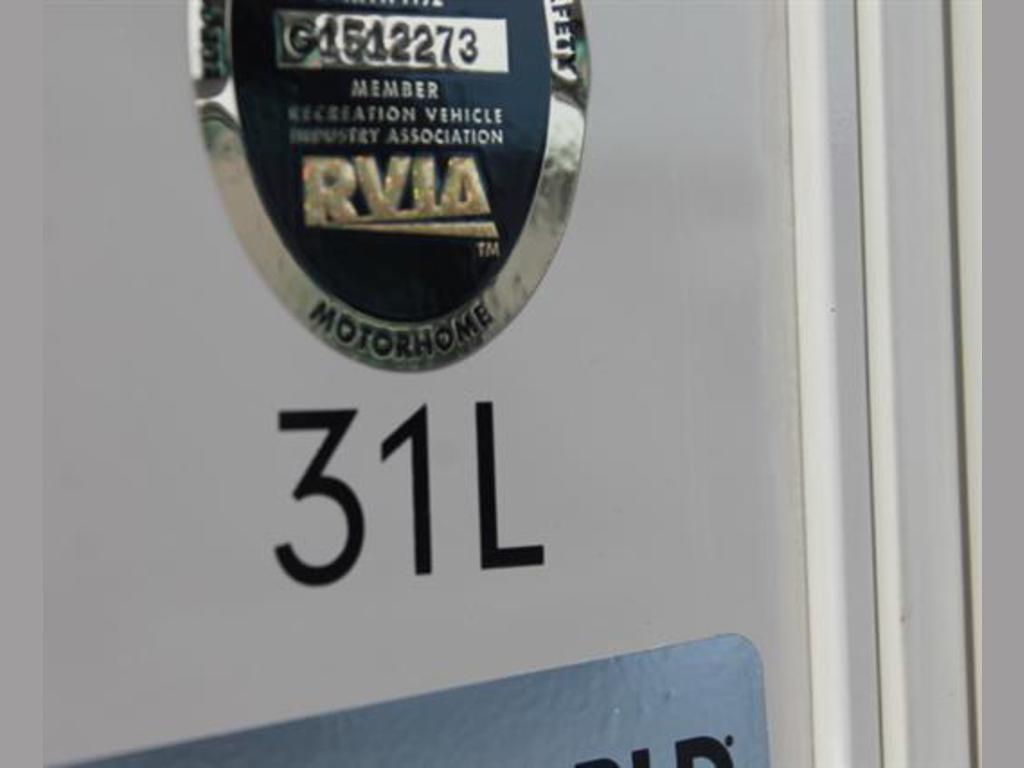 G1512273
MEMBER
RECREATION VEHICLE
INDUSTRY ASSOCIATION
RVIA
TM
MOTORHOME
31L